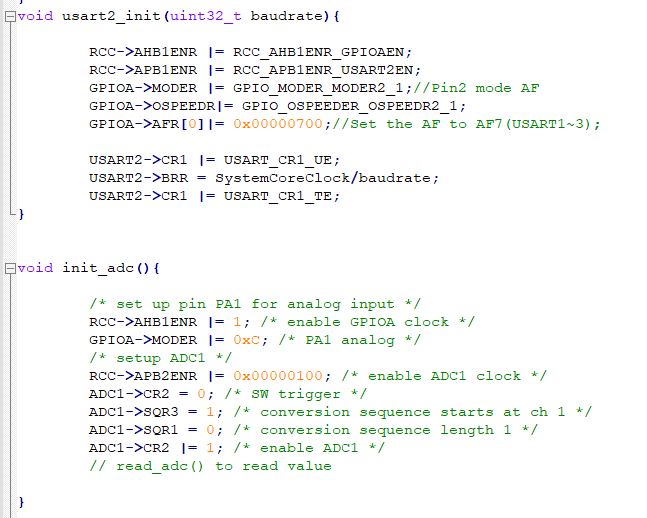 }
void usart2_init(uint32_t baudrate){
RCC->AHB1ENR |= RCC_AHB1ENR_GPIOAEN;
RCC->APB1ENR |= RCC_APB1ENR_USART2EN;
GPIOA->MODER |= GPIO_MODER_MODER2_1;//Pin2 mode AF
GPIOA->OSPEEDR|= GPIO_OSPEEDER_OSPEEDR2_1;
GPIOA->AFR[0]|= 0x00000700;//Set the AF to AF7(USART1~3);
USART2->CR1 |= USART_CR1_UE;
USART2->BRR = SystemCoreClock/baudrate;
USART2->CR1 |= USART_CR1_TE;
}
void init_adc(){
/* set up pin PA1 for analog input */
RCC->AHB1ENR |= 1; /* enable GPIOA clock */
GPIOA->MODER |= 0xC; /* PA1 analog */
/* setup ADC1 */
RCC->APB2ENR |= 0x00000100; /* enable ADC1 clock */
ADC1->CR2 = 0; /* SW trigger */
ADC1->SQR3 = 1; /* conversion sequence starts at ch 1 */
ADC1->SQR1 = 0; /* conversion sequence length 1 */
ADC1->CR2 |= 1; /* enable ADC1 */
// read_adc() to read value
}